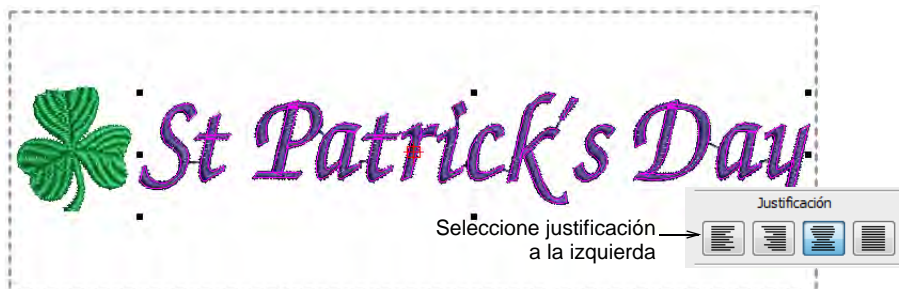 St Patrick's Day
Justificación
Seleccione justificación
a la izquierda